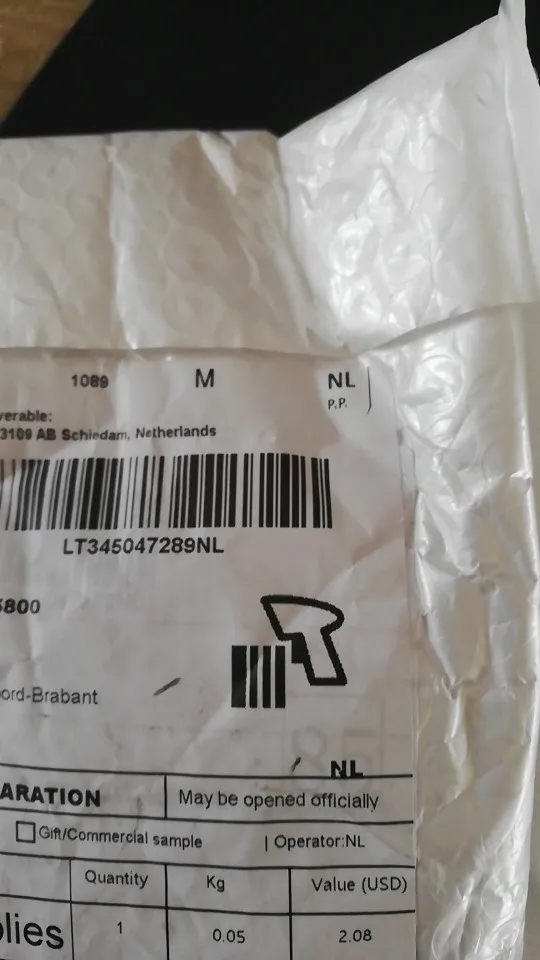 1089 M NL
P.P.
verable:
3109 AB Schiedam, Netherlands
LT345047289NL
5800
ord-Brabant
NL
ARATION May be opened officially
Gift/Commercial sample | Operator:NL
Quantity Kg Value (USD)
olies 1 0.05 2.08